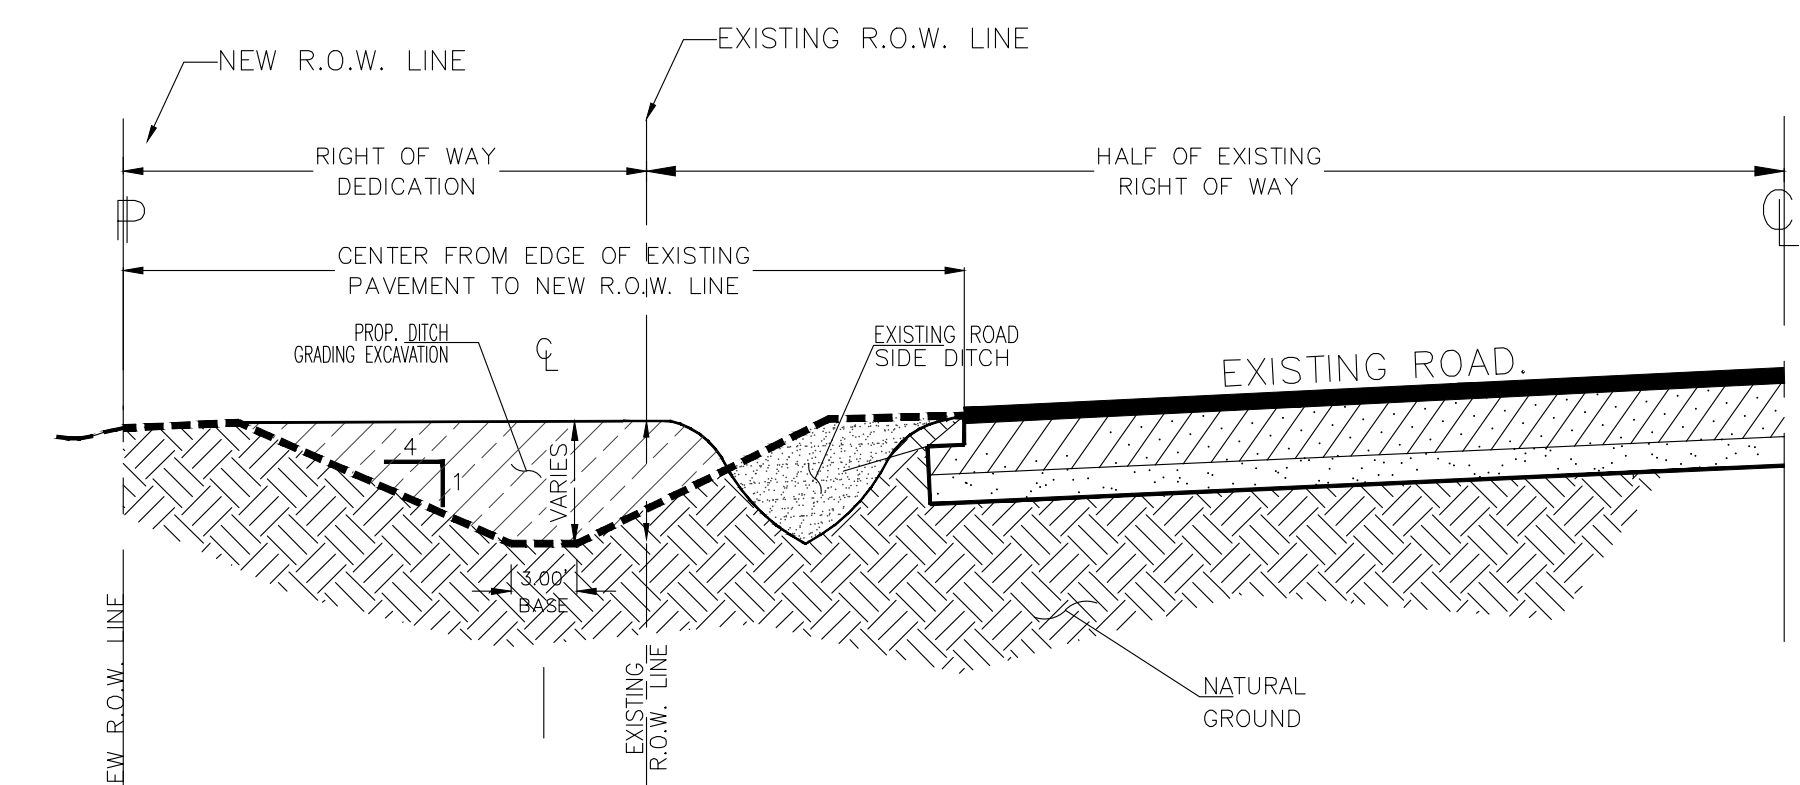 EXISTING R.O.W. LINE
NEW R.O.W. LINE
RIGHT OF WAY
DEDICATION
HALF OF EXISTING
RIGHT OF WAY
P
CL
CENTER FROM EDGE OF EXISTING
PAVEMENT TO NEW R.O.W. LINE
PROP. DITCH
GRADING EXCAVATION
CL
EXISTING ROAD
SIDE DITCH
EXISTING ROAD.
4
1
VARIES
3.00'
BASE
EW R.O.W. LINE
EXISTING
R.O.W. LINE
NATURAL
GROUND